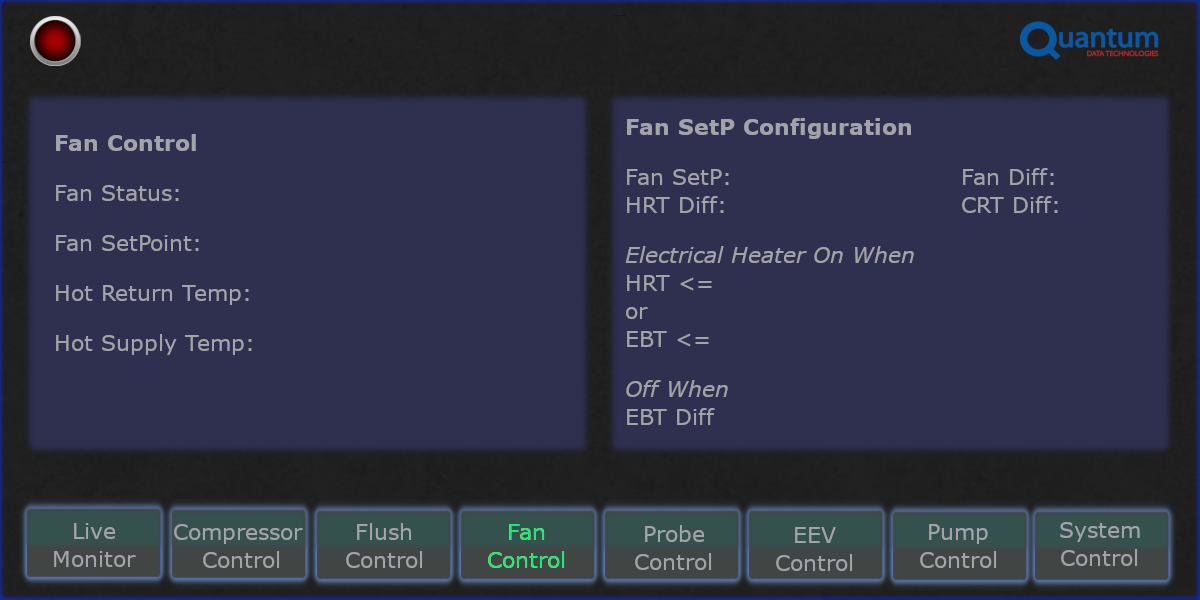 Quantum
DATA TECHNOLOGIES
Fan Control
Fan Status:
Fan SetPoint:
Hot Return Temp:
Hot Supply Temp:
Fan SetP Configuration
Fan SetP: Fan Diff:
HRT Diff: CRT Diff:
Electrical Heater On When
HRT <=
or
EBT <=
Off When
EBT Diff
Live
Monitor
Compressor
Control
Flush
Control
Fan
Control
Probe
Control
EEV
Control
Pump
Control
System
Control